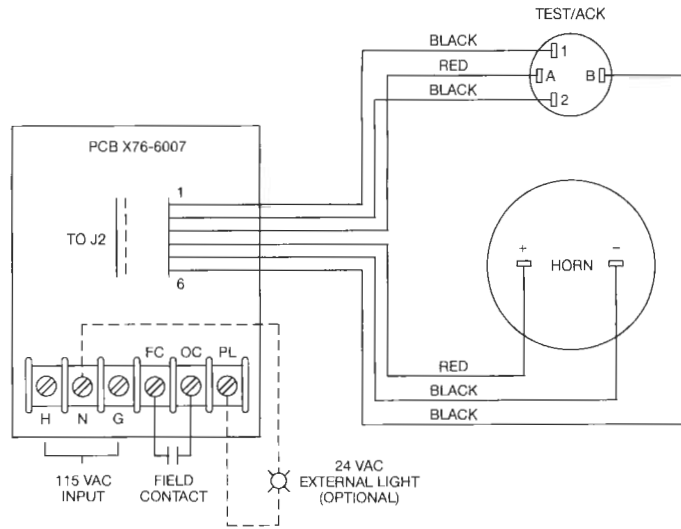 TEST/ACK
BLACK
1
RED
A
B
BLACK
2
PCB X76-6007
1
TO J2
6
+
HORN
−
FC
OC
PL
RED
BLACK
BLACK
H
N
G
115 VAC
INPUT
FIELD
CONTACT
24 VAC
EXTERNAL LIGHT
(OPTIONAL)